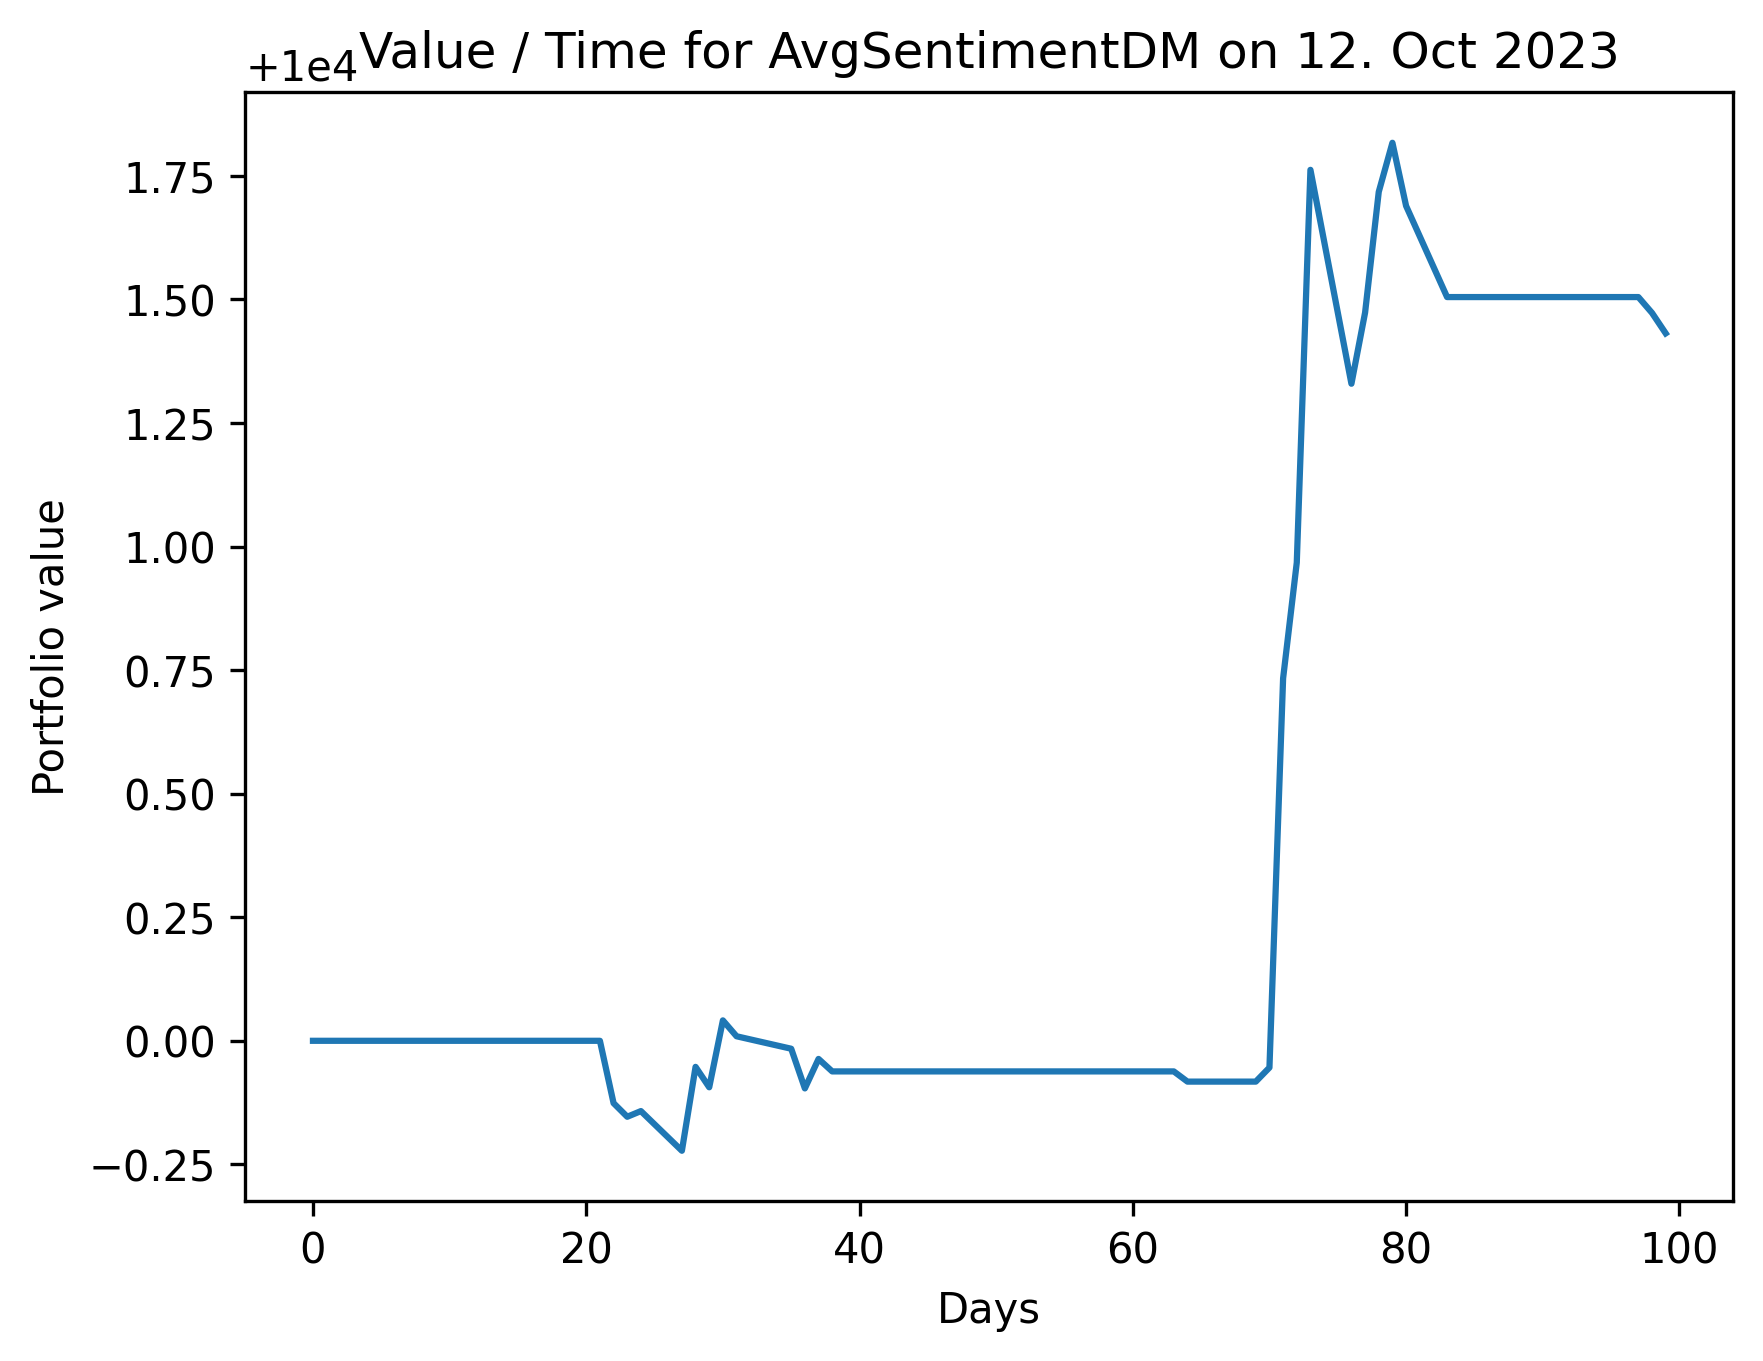 Value / Time for AvgSentimentDM on 12. Oct 2023
+1e4
1.75
1.50
1.25
1.00
0.75
0.50
0.25
0.00
−0.25
Portfolio value
0 20 40 60 80 100
Days